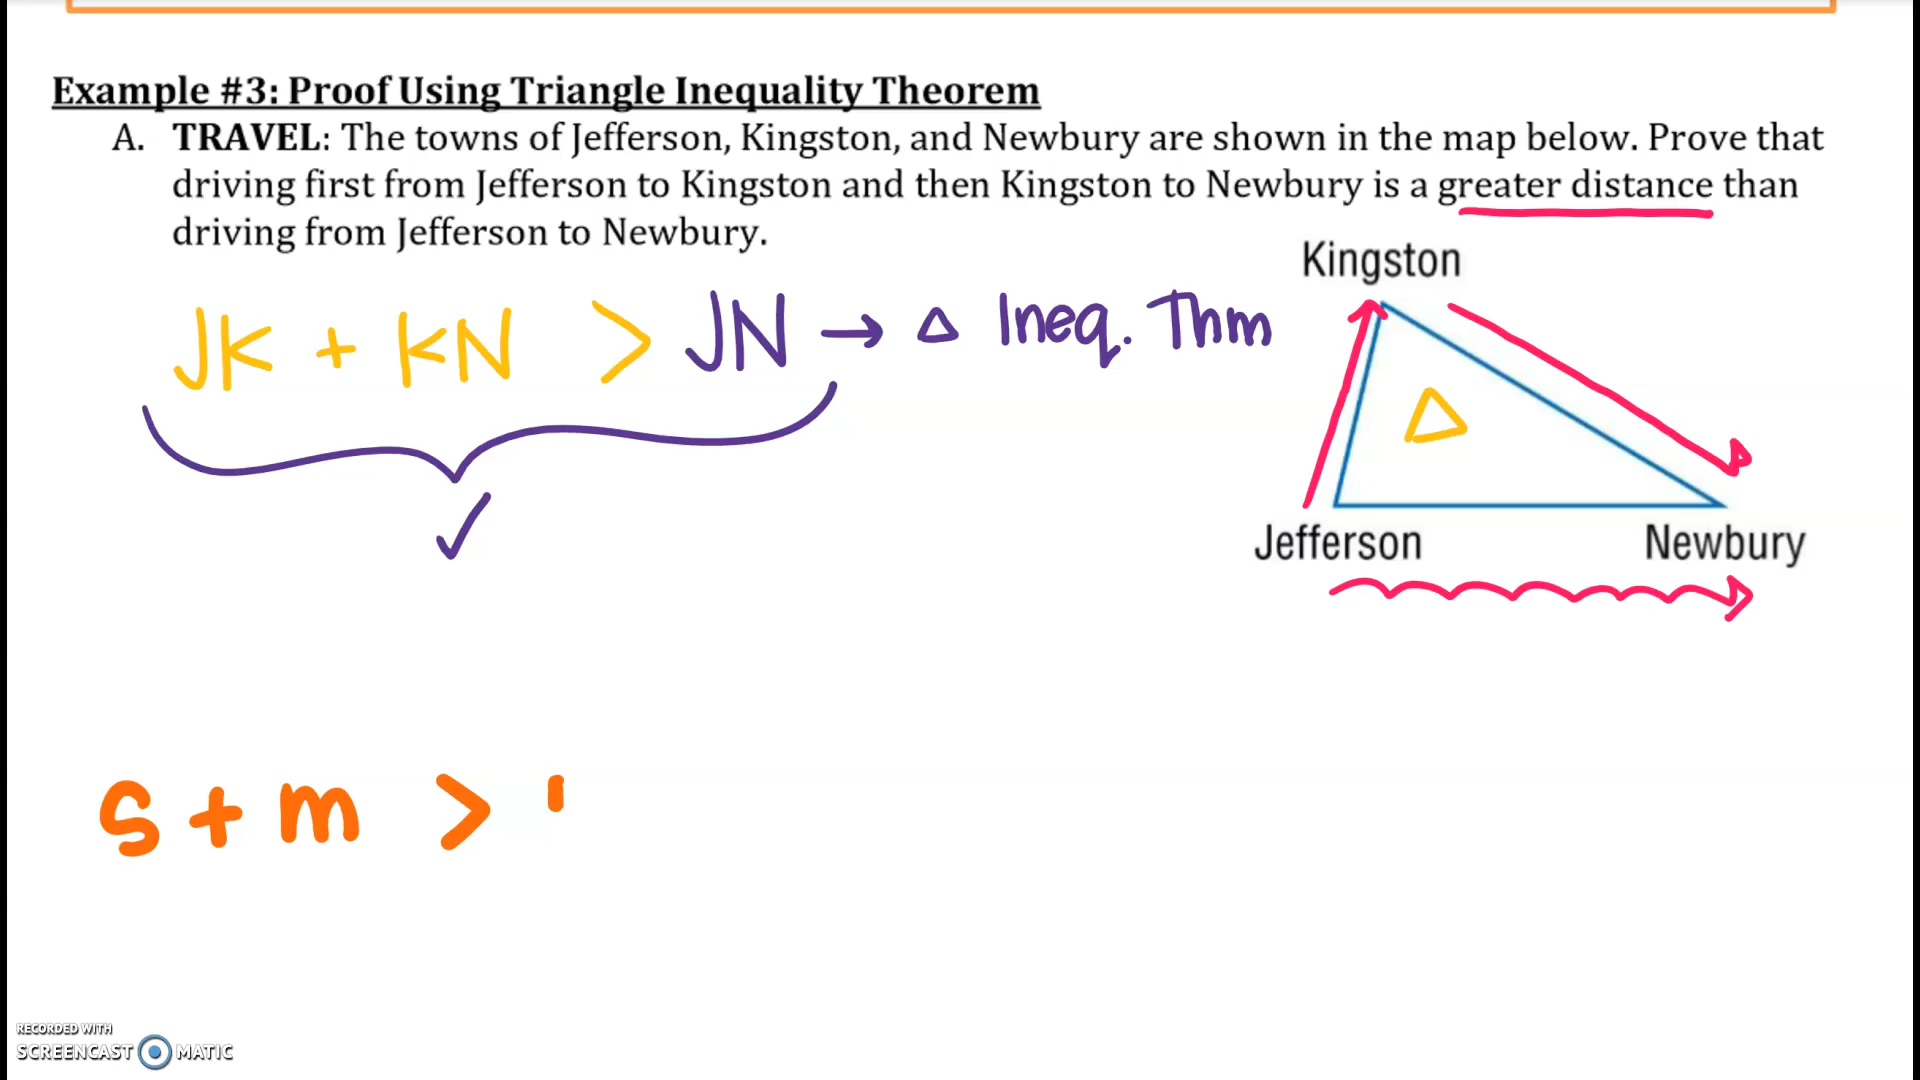 Example #3: Proof Using Triangle Inequality Theorem
A. TRAVEL: The towns of Jefferson, Kingston, and Newbury are shown in the map below. Prove that
driving first from Jefferson to Kingston and then Kingston to Newbury is a greater distance than
driving from Jefferson to Newbury.
Kingston
JK + KN > JN → Δ Ineq. Thm
Δ
Jefferson Newbury
s + m >
RECORDED WITH
SCREENCAST MATIC